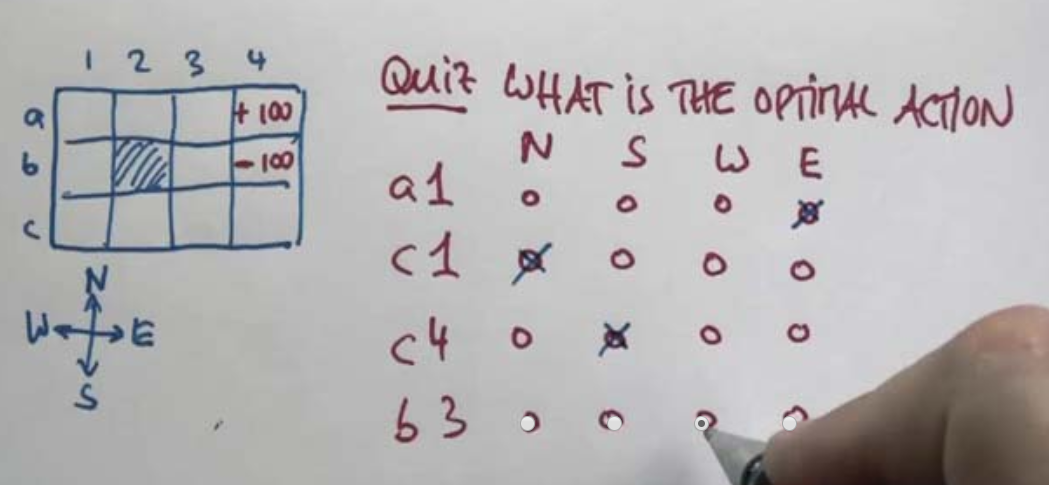 1 2 3 4
a + 100
b - 100
c
N
W E
S
Quiz WHAT iS THE OPTIMAL ACTION
N S W E
a1
c1
c4
b3